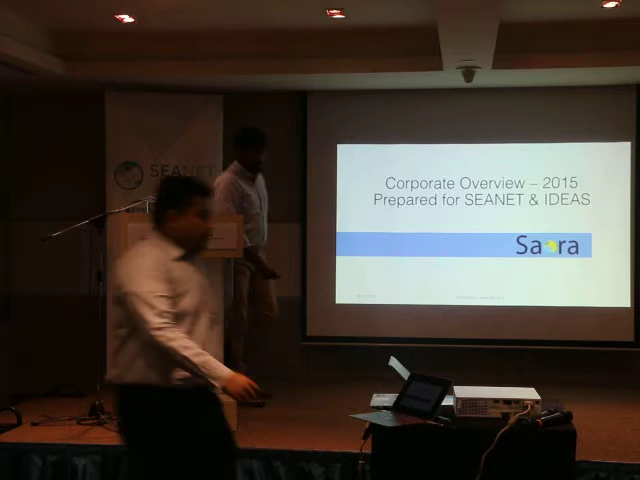 SEANET
Corporate Overview – 2015
Prepared for SEANET & IDEAS
Saora